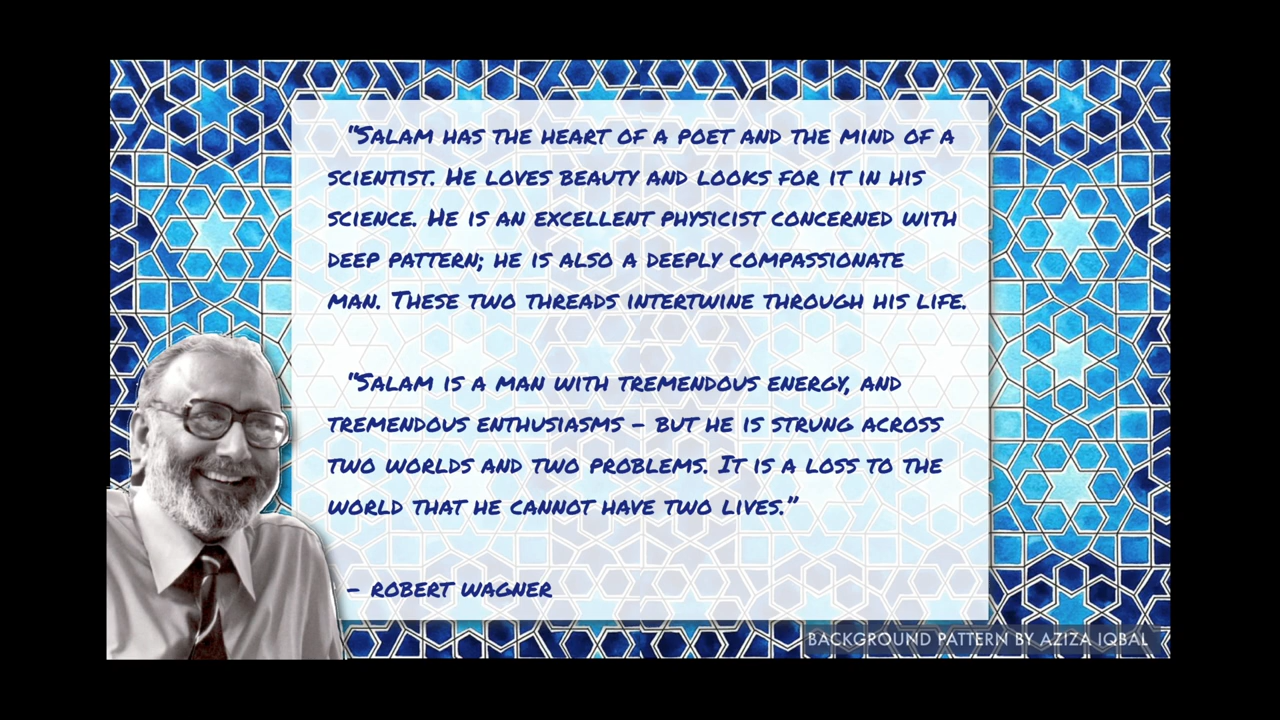 "SALAM HAS THE HEART OF A POET AND THE MIND OF A
SCIENTIST. HE LOVES BEAUTY AND LOOKS FOR IT IN HIS
SCIENCE. HE IS AN EXCELLENT PHYSICIST CONCERNED WITH
DEEP PATTERN; HE IS ALSO A DEEPLY COMPASSIONATE
MAN. THESE TWO THREADS INTERTWINE THROUGH HIS LIFE.
"SALAM IS A MAN WITH TREMENDOUS ENERGY, AND
TREMENDOUS ENTHUSIASMS – BUT HE IS STRUNG ACROSS
TWO WORLDS AND TWO PROBLEMS. IT IS A LOSS TO THE
WORLD THAT HE CANNOT HAVE TWO LIVES."
– ROBERT WAGNER
BACKGROUND PATTERN BY AZIZA IQBAL